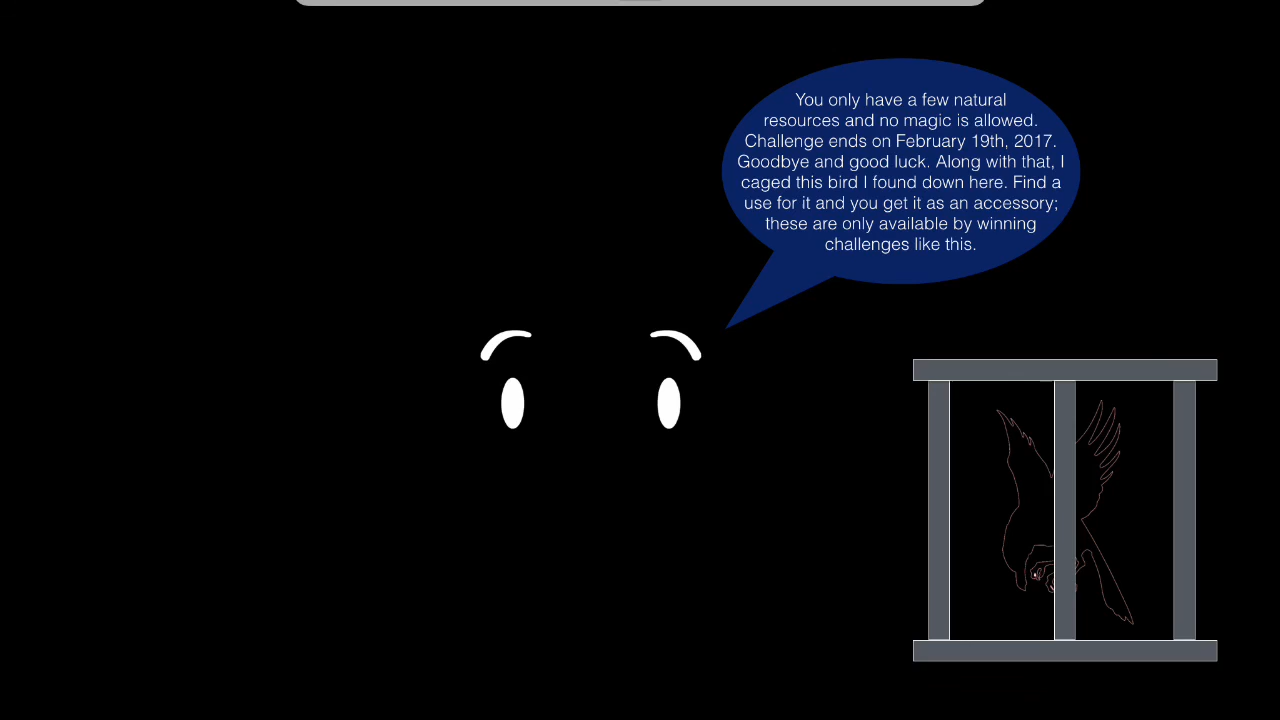 You only have a few natural
resources and no magic is allowed.
Challenge ends on February 19th, 2017.
Goodbye and good luck. Along with that, I
caged this bird I found down here. Find a
use for it and you get it as an accessory;
these are only available by winning
challenges like this.